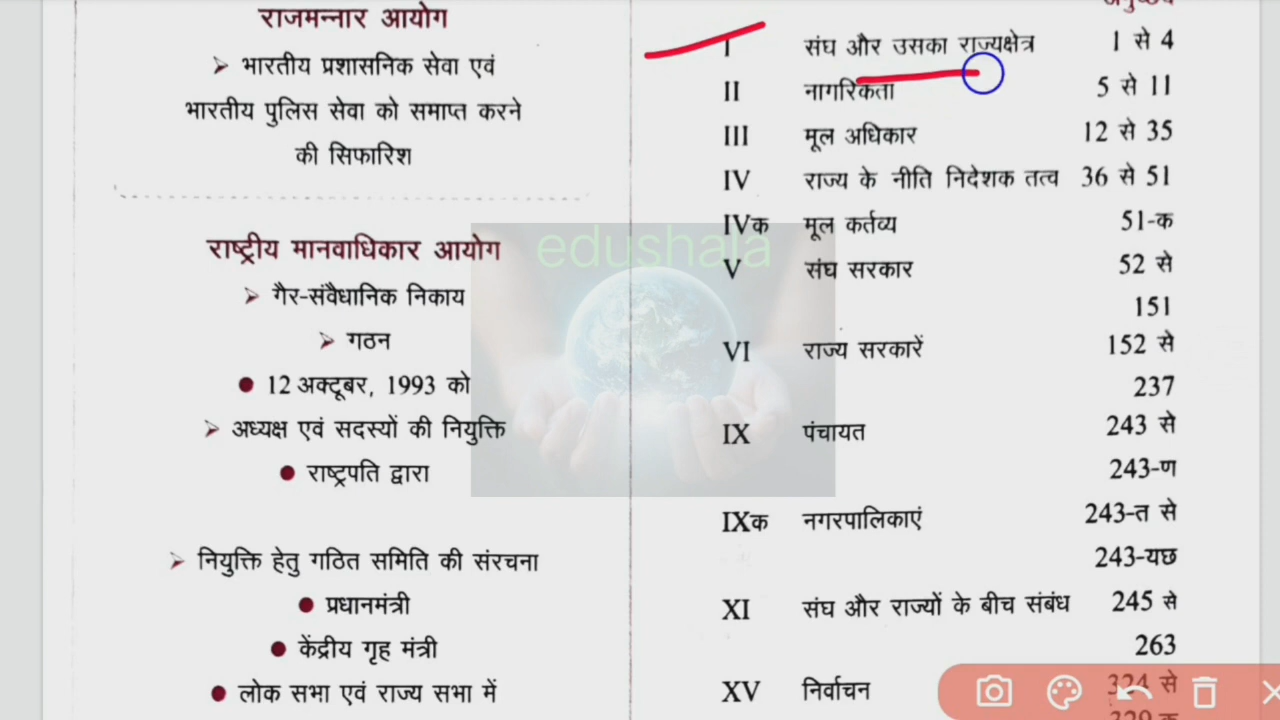 राजमन्नार आयोग
➢ भारतीय प्रशासनिक सेवा एवं
भारतीय पुलिस सेवा को समाप्त करने
की सिफारिश
राष्ट्रीय मानवाधिकार आयोग
➢ गैर-संवैधानिक निकाय
➢ गठन
● 12 अक्टूबर, 1993 को
➢ अध्यक्ष एवं सदस्यों की नियुक्ति
● राष्ट्रपति द्वारा
➢ नियुक्ति हेतु गठित समिति की संरचना
● प्रधानमंत्री
● केंद्रीय गृह मंत्री
● लोक सभा एवं राज्य सभा में
I संघ और उसका राज्यक्षेत्र 1 से 4
II नागरिकता 5 से 11
III मूल अधिकार 12 से 35
IV राज्य के नीति निदेशक तत्व 36 से 51
IVक मूल कर्तव्य 51-क
V संघ सरकार 52 से
151
VI राज्य सरकारें 152 से
237
IX पंचायत 243 से
243-ण
IXक नगरपालिकाएं 243-त से
243-यछ
XI संघ और राज्यों के बीच संबंध 245 से
263
XV निर्वाचन 324 से
edushala